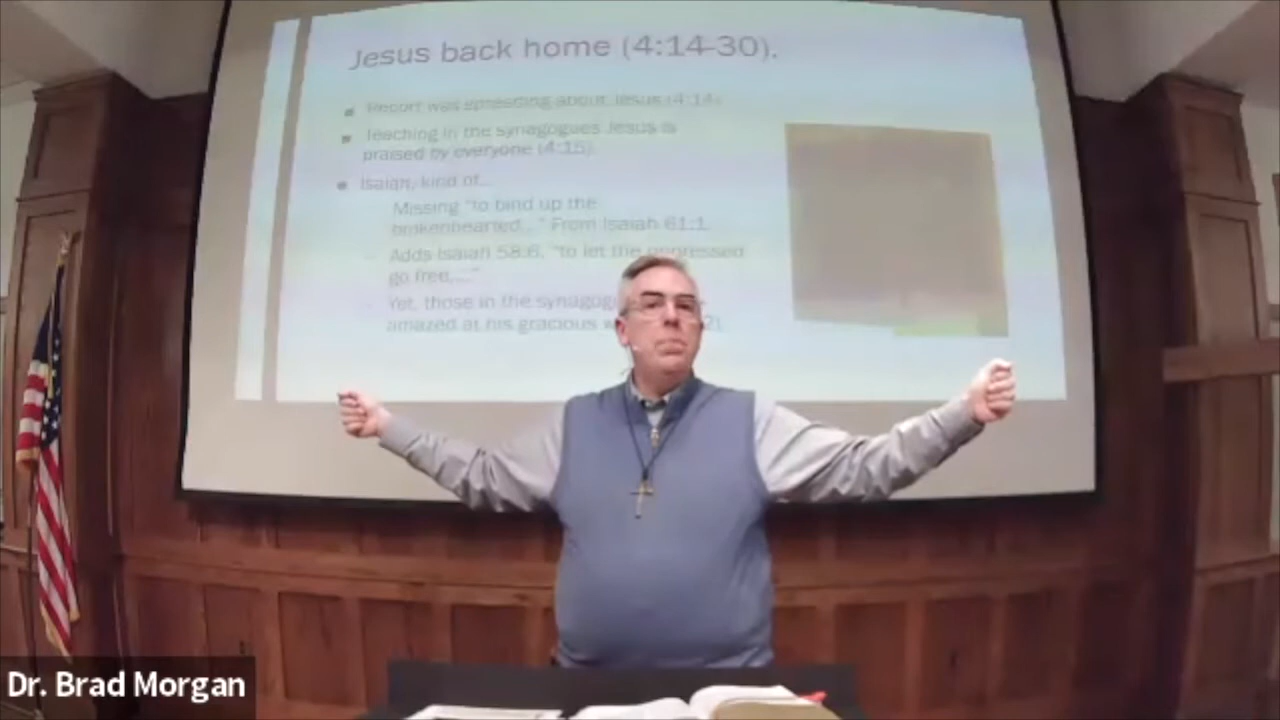 Jesus back home (4:14-30).
Report was spreading about Jesus (4:14).
Teaching in the synagogues Jesus is
praised by everyone (4:15).
Isaiah, kind of...
Missing "to bind up the
brokenhearted..." From Isaiah 61:1.
Adds Isaiah 58:6, "to let the oppressed
go free,..."
Yet, those in the
amazed at his gracious
Dr. Brad Morgan